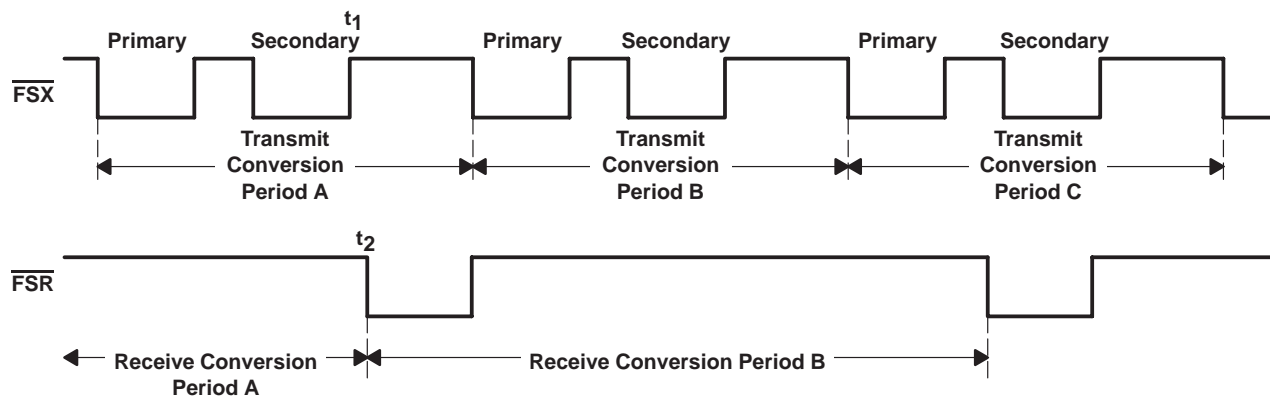 t1
Primary Secondary Primary Secondary Primary Secondary
FSX
Transmit Conversion Period A
Transmit Conversion Period B
Transmit Conversion Period C
t2
FSR
Receive Conversion Period A
Receive Conversion Period B